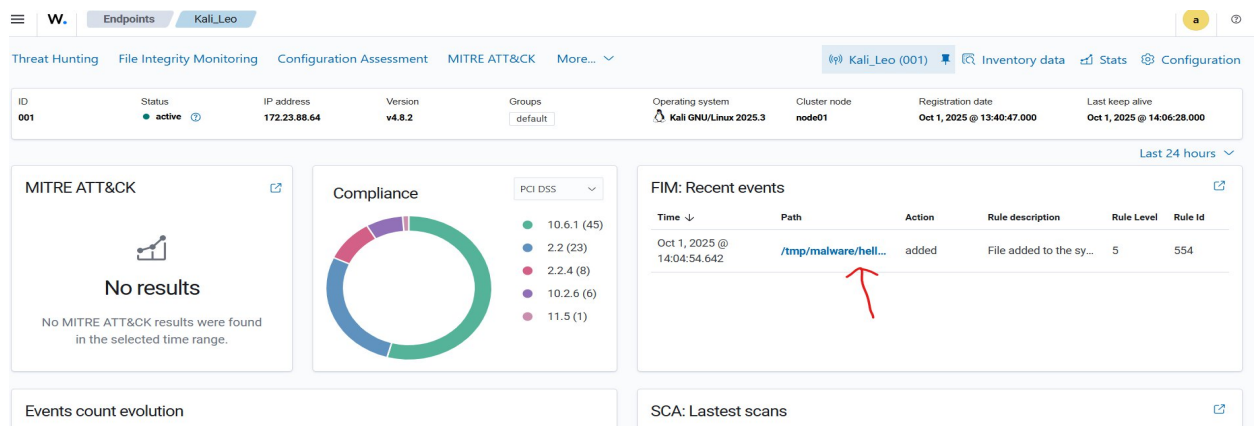 W. Endpoints Kali_Leo a
Threat Hunting File Integrity Monitoring Configuration Assessment MITRE ATT&CK More... Kali_Leo (001) Inventory data Stats Configuration
ID Status IP address Version Groups Operating system Cluster node Registration date Last keep alive
001 active 172.23.88.64 v4.8.2 default Kali GNU/Linux 2025.3 node01 Oct 1, 2025 @ 13:40:47.000 Oct 1, 2025 @ 14:06:28.000
Last 24 hours
MITRE ATT&CK
No results
No MITRE ATT&CK results were found
in the selected time range.
Compliance PCI DSS
10.6.1 (45)
2.2 (23)
2.2.4 (8)
10.2.6 (6)
11.5 (1)
FIM: Recent events
Time Path Action Rule description Rule Level Rule Id
Oct 1, 2025 @
14:04:54.642 /tmp/malware/hell... added File added to the sy... 5 554
Events count evolution
SCA: Lastest scans